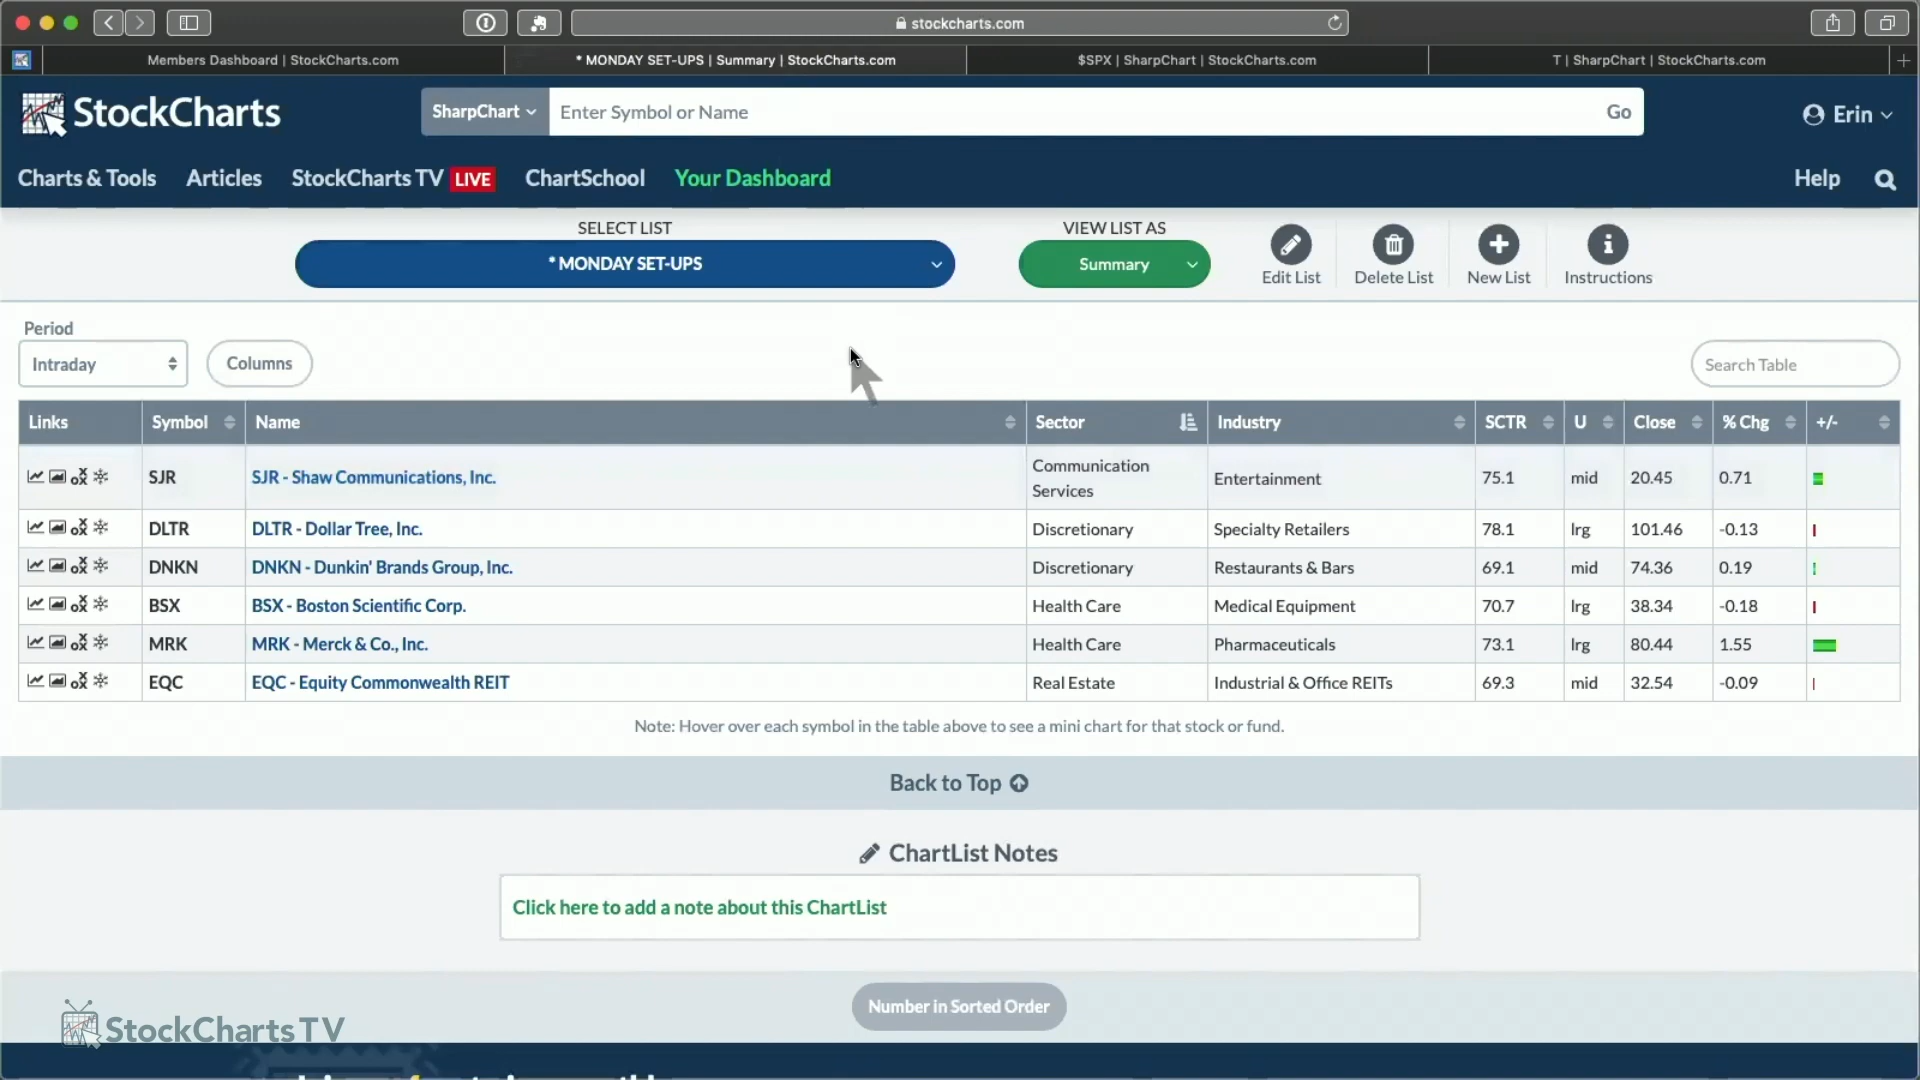 stockcharts.com
Members Dashboard | StockCharts.com
* MONDAY SET-UPS | Summary | StockCharts.com
$SPX | SharpChart | StockCharts.com
T | SharpChart | StockCharts.com
StockCharts
SharpChart
Enter Symbol or Name
Go
Erin
Charts & Tools
Articles
StockCharts TV LIVE
ChartSchool
Your Dashboard
Help
SELECT LIST
* MONDAY SET-UPS
VIEW LIST AS
Summary
Edit List
Delete List
New List
Instructions
Period
Intraday
Columns
Search Table
Links Symbol Name Sector Industry SCTR U Close % Chg +/-
SJR SJR - Shaw Communications, Inc. Communication Services Entertainment 75.1 mid 20.45 0.71
DLTR DLTR - Dollar Tree, Inc. Discretionary Specialty Retailers 78.1 lrg 101.46 -0.13
DNKN DNKN - Dunkin' Brands Group, Inc. Discretionary Restaurants & Bars 69.1 mid 74.36 0.19
BSX BSX - Boston Scientific Corp. Health Care Medical Equipment 70.7 lrg 38.34 -0.18
MRK MRK - Merck & Co., Inc. Health Care Pharmaceuticals 73.1 lrg 80.44 1.55
EQC EQC - Equity Commonwealth REIT Real Estate Industrial & Office REITs 69.3 mid 32.54 -0.09
Note: Hover over each symbol in the table above to see a mini chart for that stock or fund.
Back to Top
ChartList Notes
Click here to add a note about this ChartList
Number in Sorted Order
StockCharts TV